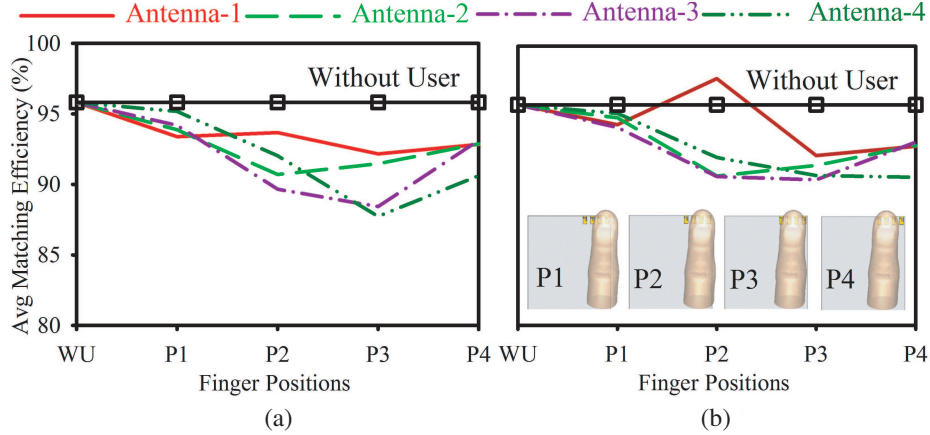 Antenna-1 Antenna-2 Antenna-3 Antenna-4
Avg Matching Efficiency (%)
100
95
90
85
80
Without User
WU P1 P2 P3 P4
Finger Positions
(a)
Without User
P1 P2 P3 P4
WU P1 P2 P3 P4
Finger Positions
(b)